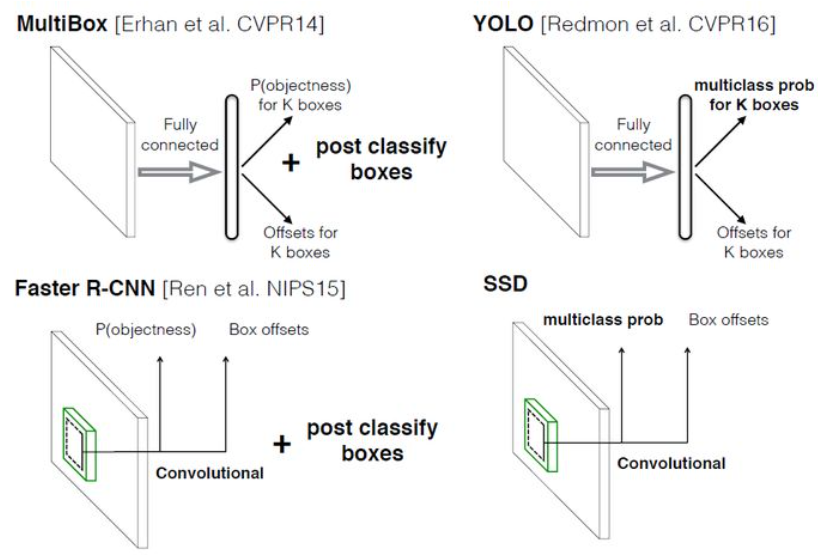 MultiBox [Erhan et al. CVPR14]
P(objectness)
for K boxes
Fully
connected
+
post classify
boxes
Offsets for
K boxes
YOLO [Redmon et al. CVPR16]
multiclass prob
for K boxes
Fully
connected
Offsets for
K boxes
Faster R-CNN [Ren et al. NIPS15]
P(objectness)
Box offsets
Convolutional
+
post classify
boxes
SSD
multiclass prob
Box offsets
Convolutional